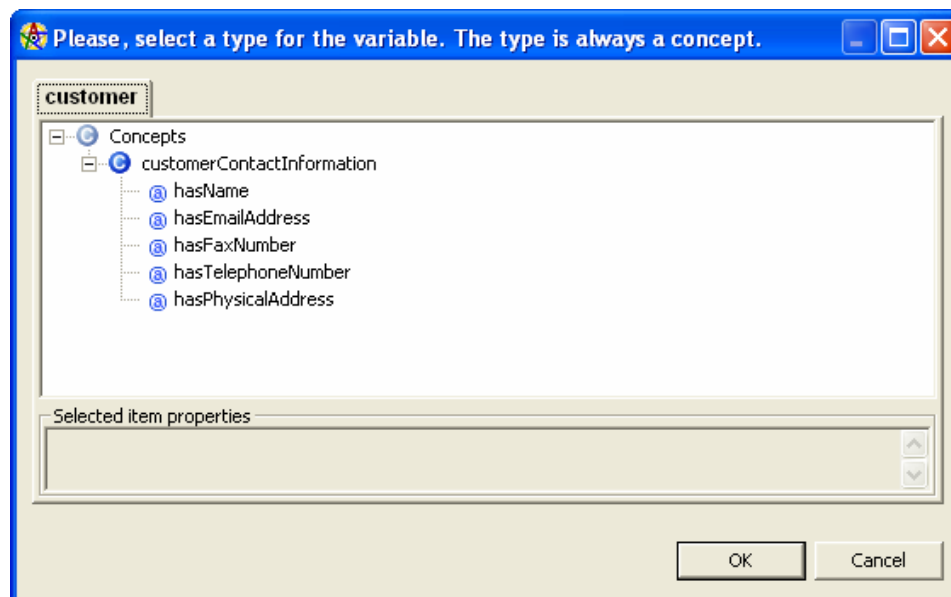 Please, select a type for the variable. The type is always a concept.
customer
Concepts
customerContactInformation
hasName
hasEmailAddress
hasFaxNumber
hasTelephoneNumber
hasPhysicalAddress
Selected item properties
OK Cancel